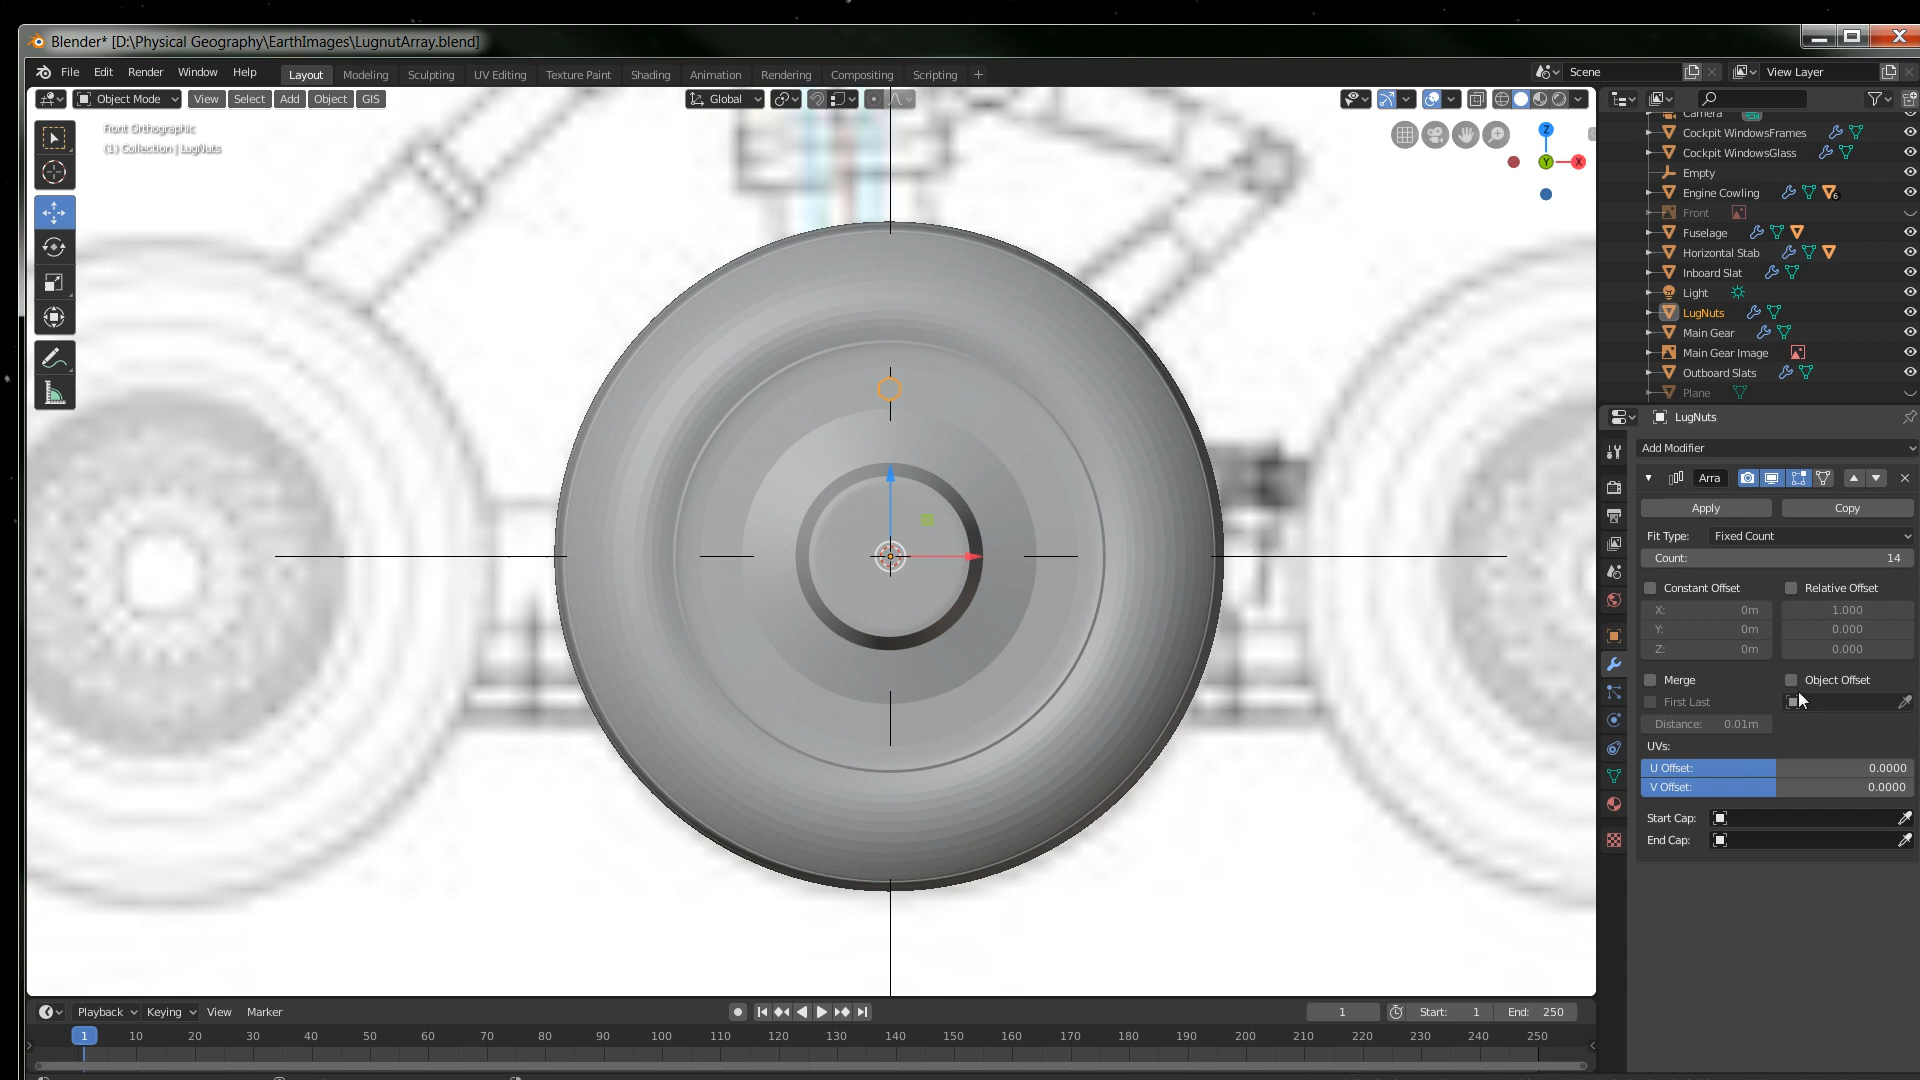 Blender* [D:\Physical Geography\EarthImages\LugnutArray.blend]
File Edit Render Window Help Layout Modeling Sculpting UV Editing Texture Paint Shading Animation Rendering Compositing Scripting + Scene View Layer
Object Mode View Select Add Object GIS Global
Front Orthographic
(1) Collection | LugNuts
Z
Y X
Camera
Cockpit WindowsFrames
Cockpit WindowsGlass
Empty
Engine Cowling 6
Front
Fuselage
Horizontal Stab
Inboard Slat
Light
LugNuts
Main Gear
Main Gear Image
Outboard Slats
Plane
LugNuts
Add Modifier
Arra
Apply Copy
Fit Type: Fixed Count
Count: 14
Constant Offset Relative Offset
X: 0m 1.000
Y: 0m 0.000
Z: 0m 0.000
Merge Object Offset
First Last
Distance: 0.01m
UVs:
U Offset: 0.0000
V Offset: 0.0000
Start Cap:
End Cap:
Playback Keying View Marker 1 Start: 1 End: 250
1 10 20 30 40 50 60 70 80 90 100 110 120 130 140 150 160 170 180 190 200 210 220 230 240 250